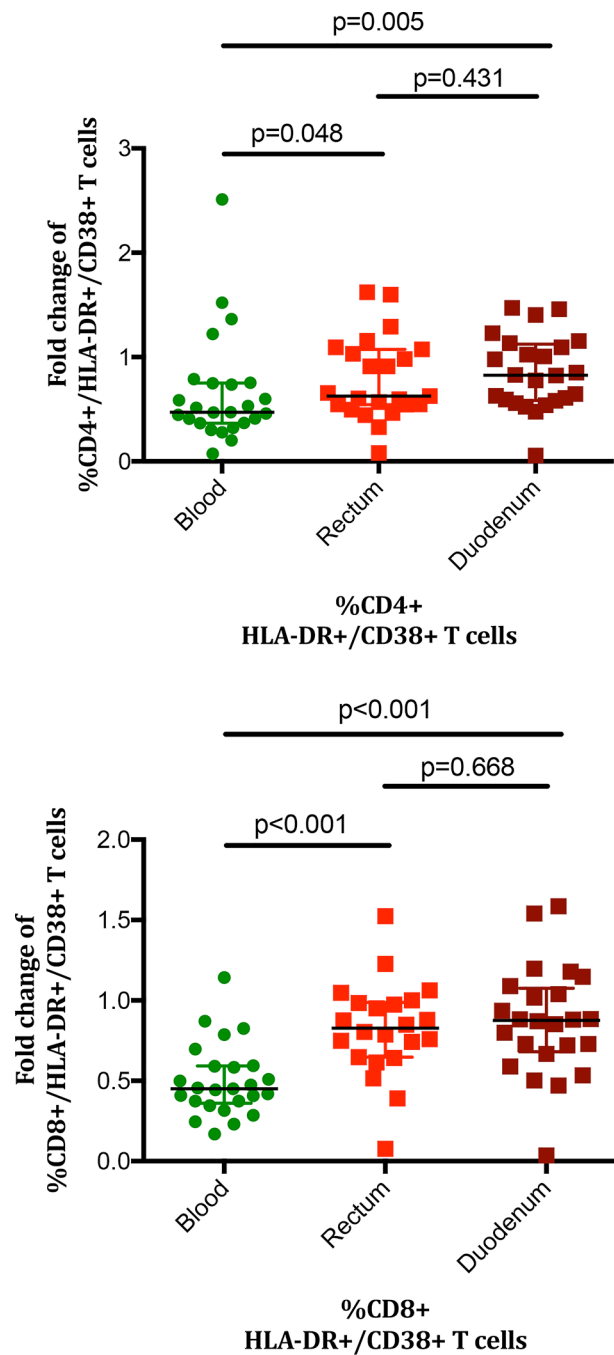 p=0.005
p=0.431
p=0.048
Fold change of
%CD4+/HLA-DR+/CD38+ T cells
3
2
1
0
Blood
Rectum
Duodenum
%CD4+
HLA-DR+/CD38+ T cells
p<0.001
p=0.668
p<0.001
Fold change of
%CD8+/HLA-DR+/CD38+ T cells
2.0
1.5
1.0
0.5
0.0
Blood
Rectum
Duodenum
%CD8+
HLA-DR+/CD38+ T cells